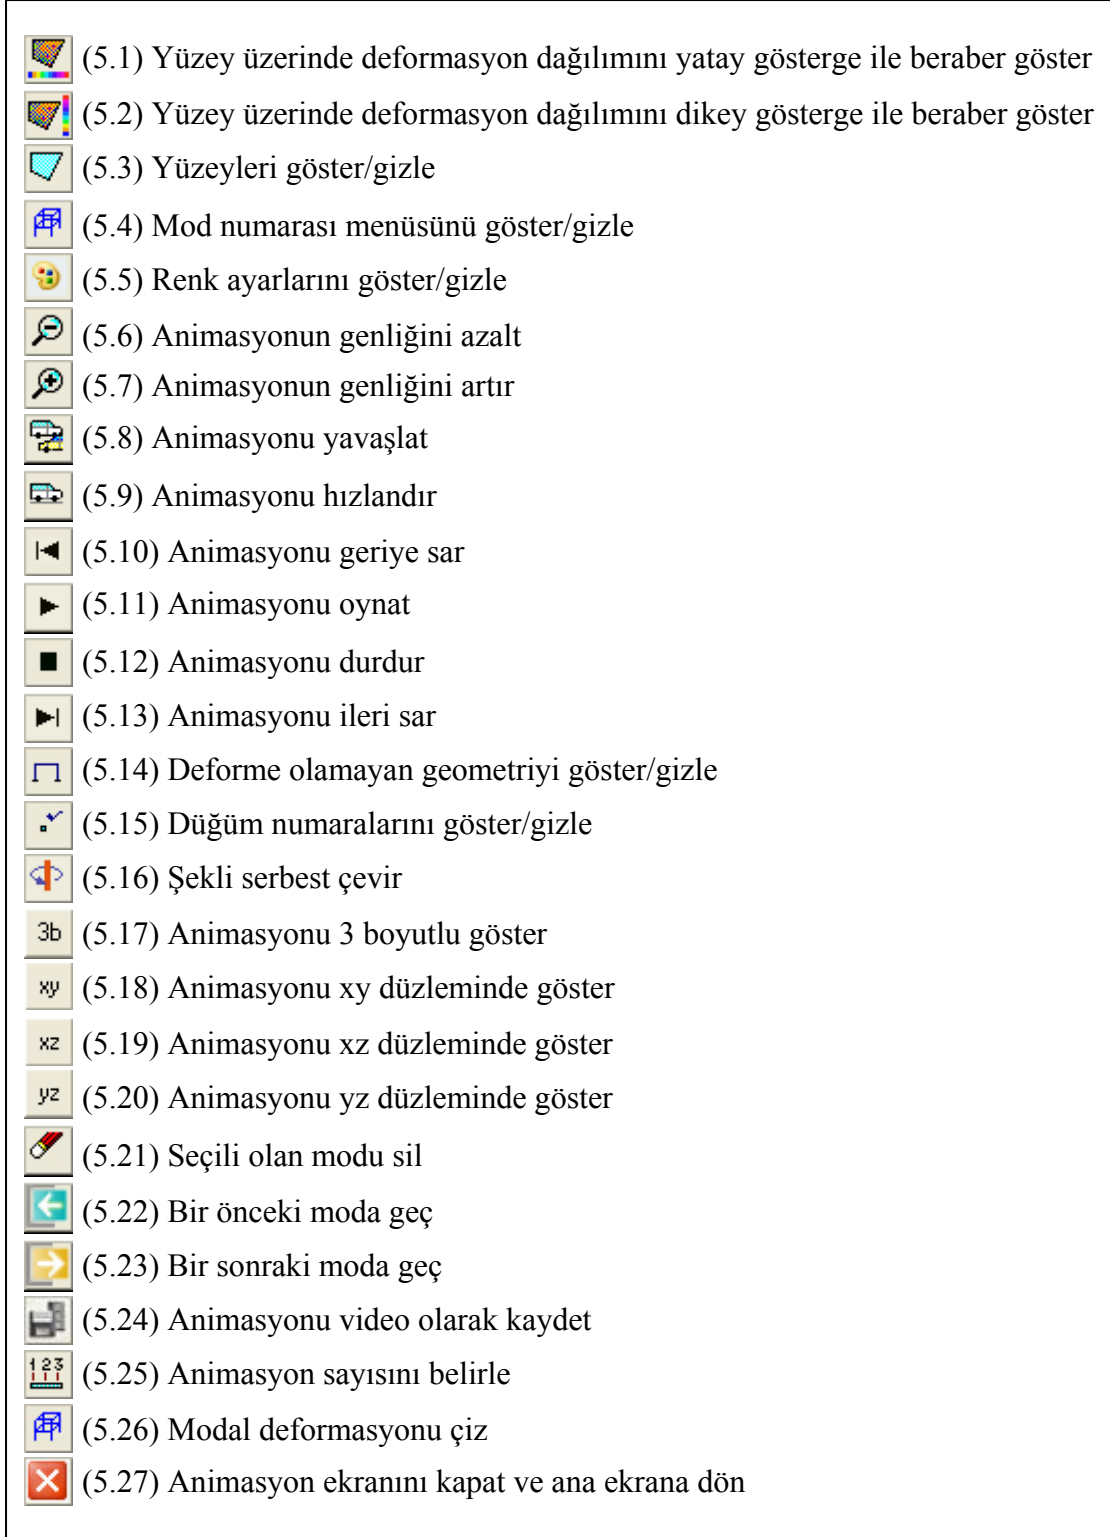 (5.1) Yüzey üzerinde deformasyon dağılımını yatay gösterge ile beraber göster
(5.2) Yüzey üzerinde deformasyon dağılımını dikey gösterge ile beraber göster
(5.3) Yüzeyleri göster/gizle
(5.4) Mod numarası menüsünü göster/gizle
(5.5) Renk ayarlarını göster/gizle
(5.6) Animasyonun genliğini azalt
(5.7) Animasyonun genliğini artır
(5.8) Animasyonu yavaşlat
(5.9) Animasyonu hızlandır
(5.10) Animasyonu geriye sar
(5.11) Animasyonu oynat
(5.12) Animasyonu durdur
(5.13) Animasyonu ileri sar
(5.14) Deforme olamayan geometriyi göster/gizle
(5.15) Düğüm numaralarını göster/gizle
(5.16) Şekli serbest çevir
3b (5.17) Animasyonu 3 boyutlu göster
xy (5.18) Animasyonu xy düzleminde göster
xz (5.19) Animasyonu xz düzleminde göster
yz (5.20) Animasyonu yz düzleminde göster
(5.21) Seçili olan modu sil
(5.22) Bir önceki moda geç
(5.23) Bir sonraki moda geç
(5.24) Animasyonu video olarak kaydet
123 (5.25) Animasyon sayısını belirle
(5.26) Modal deformasyonu çiz
(5.27) Animasyon ekranını kapat ve ana ekrana dön